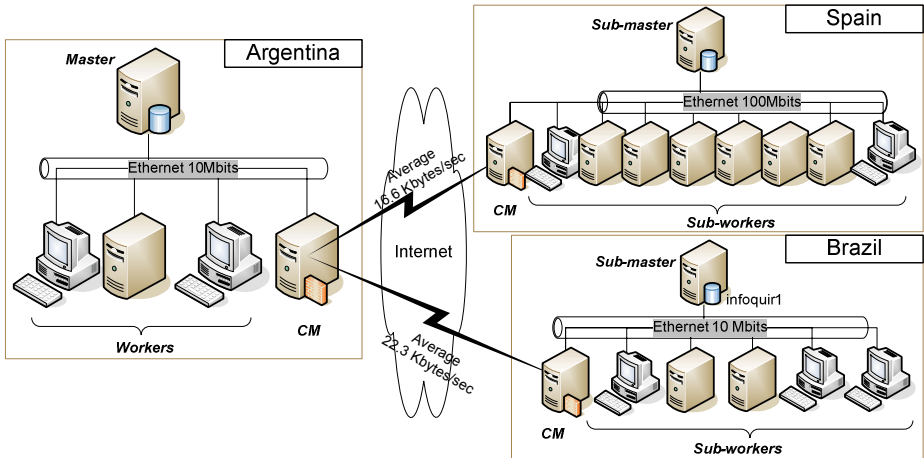 Argentina
Master
Ethernet 10Mbits
Workers
CM
Average
16.6 Kbytes/sec
Internet
Average
22.3 Kbytes/sec
Spain
Sub-master
Ethernet 100Mbits
CM
Sub-workers
Brazil
Sub-master
infoquir1
Ethernet 10 Mbits
CM
Sub-workers